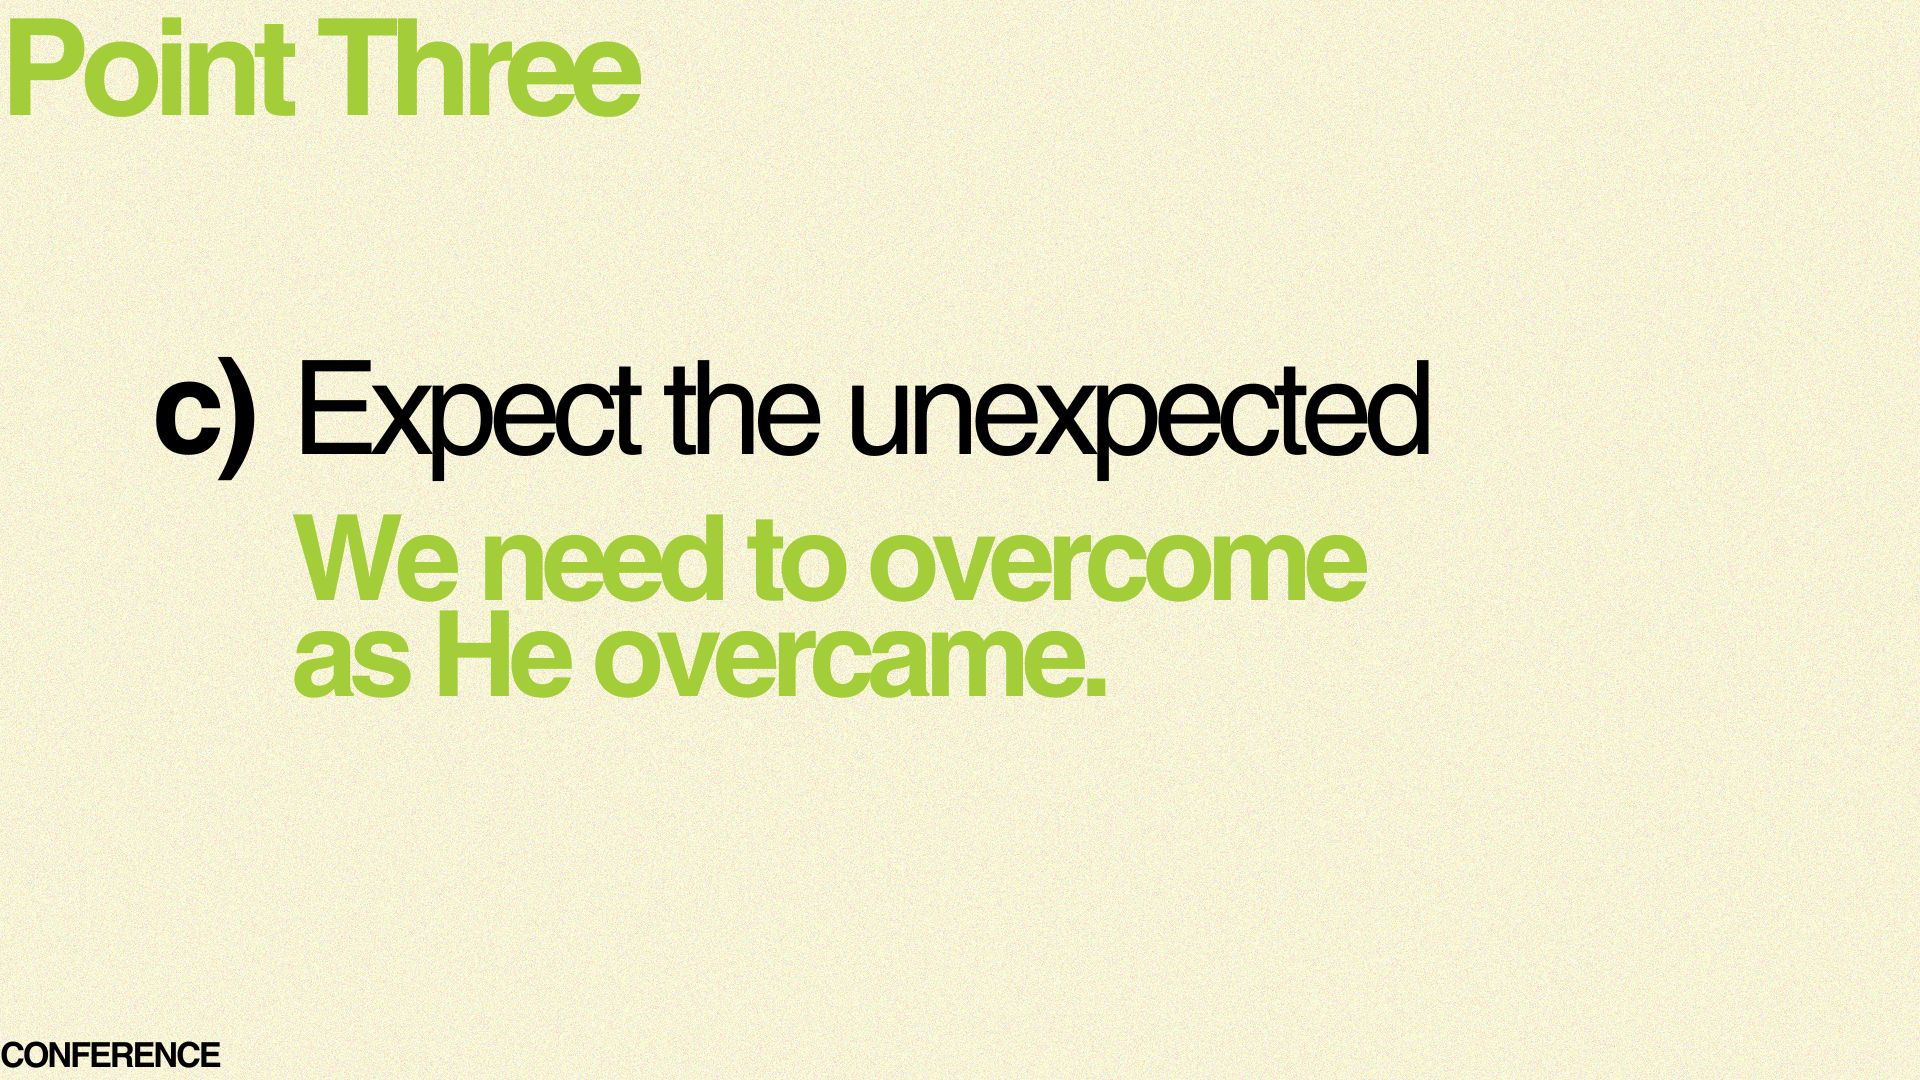 Point Three
c) Expect the unexpected
We need to overcome
as He overcame.
CONFERENCE